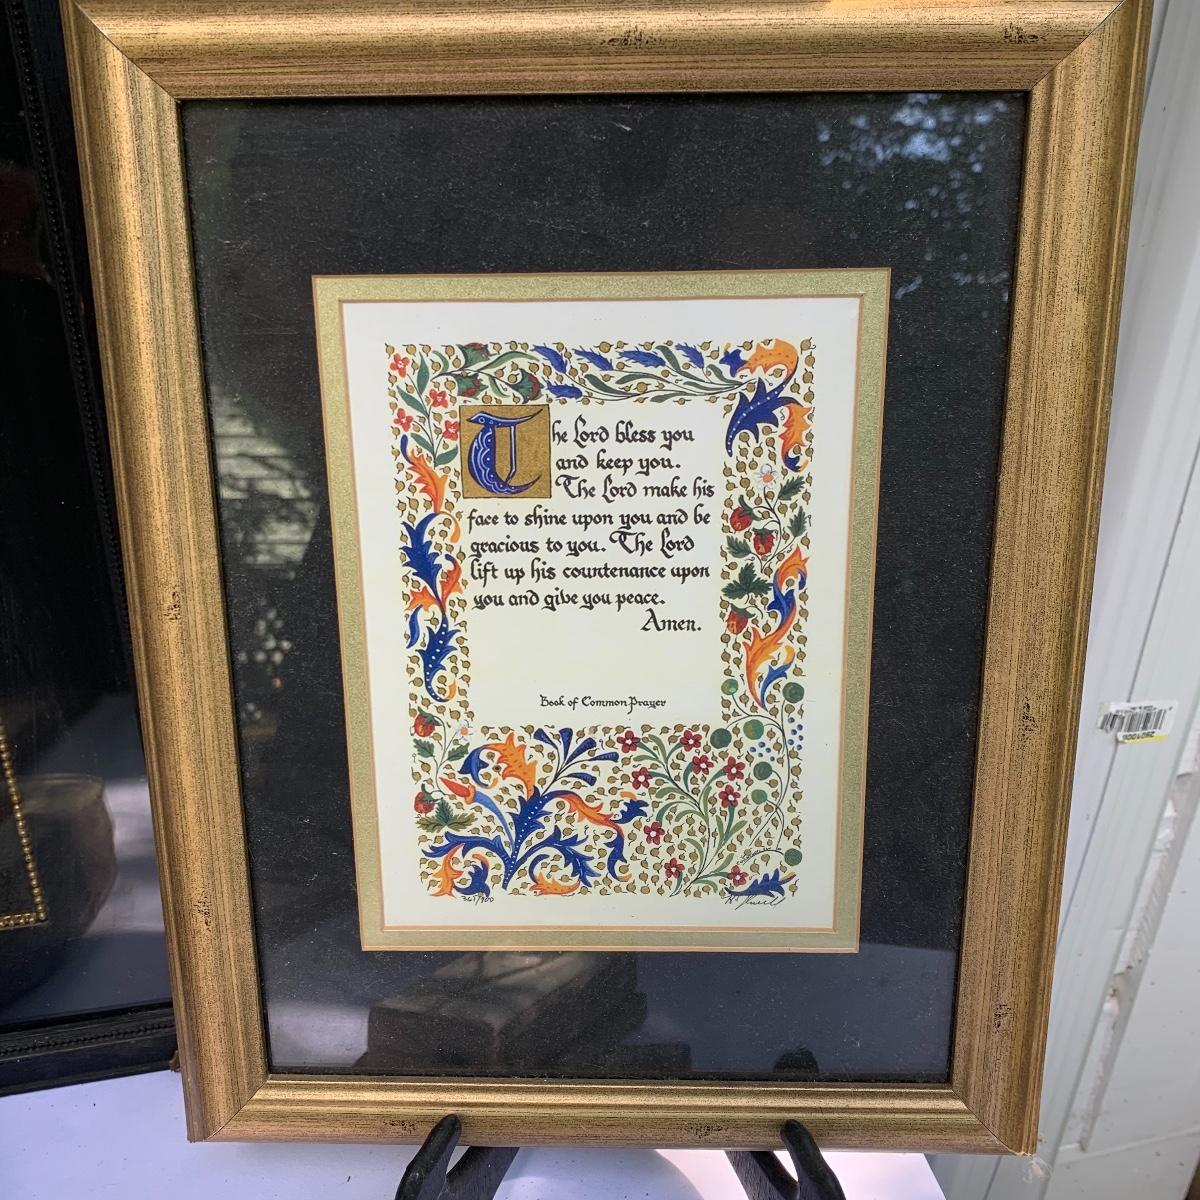 The Lord bless you
and keep you.
The Lord make his
face to shine upon you and be
gracious to you. The Lord
lift up his countenance upon
you and give you peace.
Amen.
Book of Common Prayer
361/900